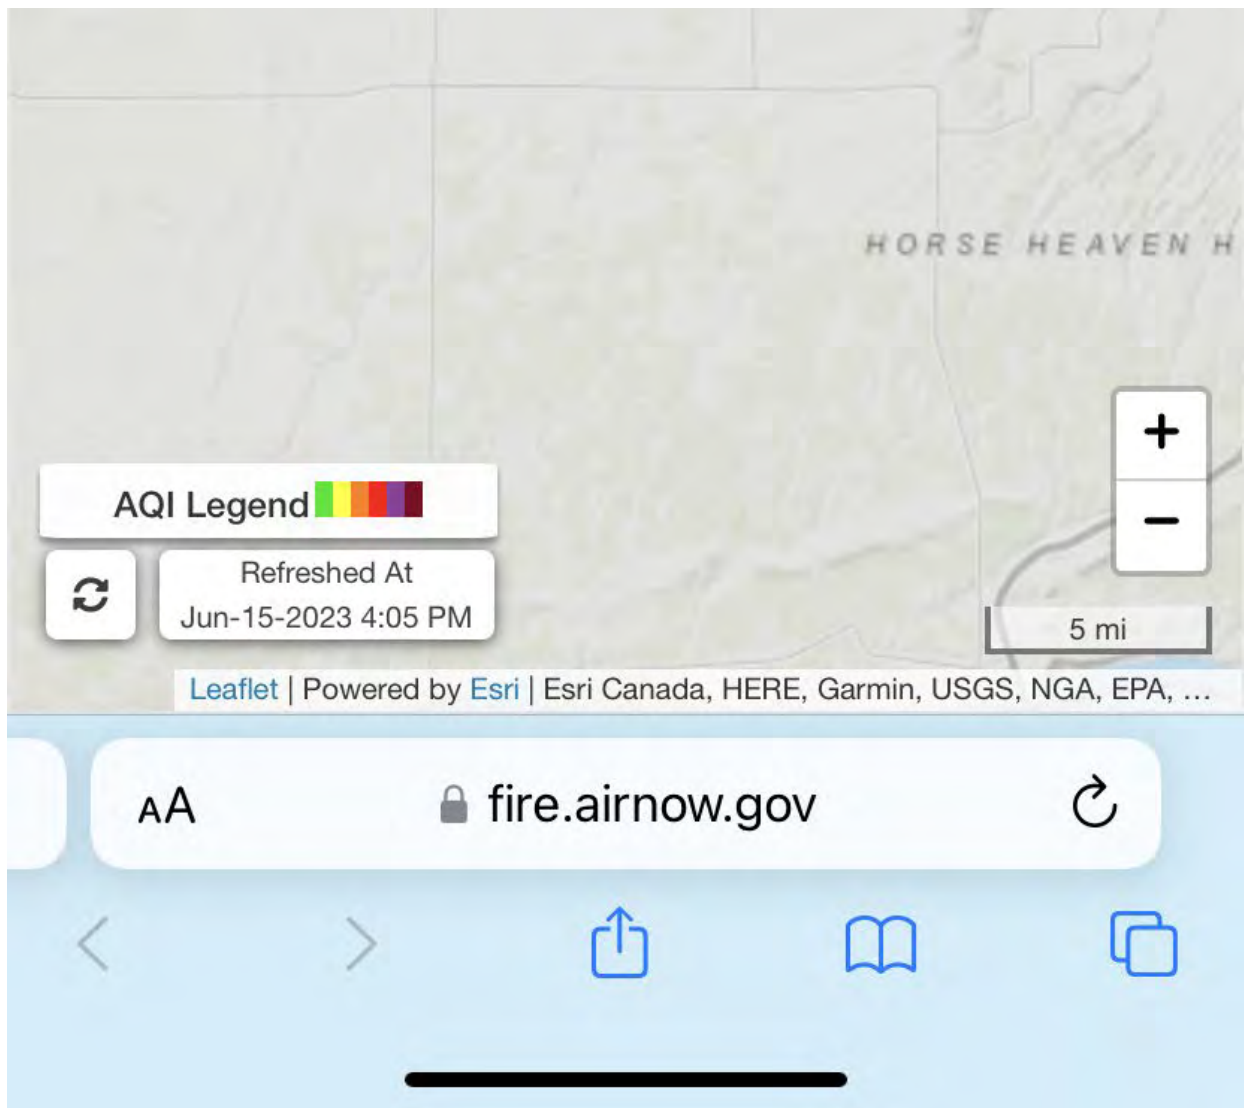 HORSE HEAVEN H
+
−
AQI Legend
Refreshed At
Jun-15-2023 4:05 PM
5 mi
Leaflet | Powered by Esri | Esri Canada, HERE, Garmin, USGS, NGA, EPA, ...
AA
fire.airnow.gov